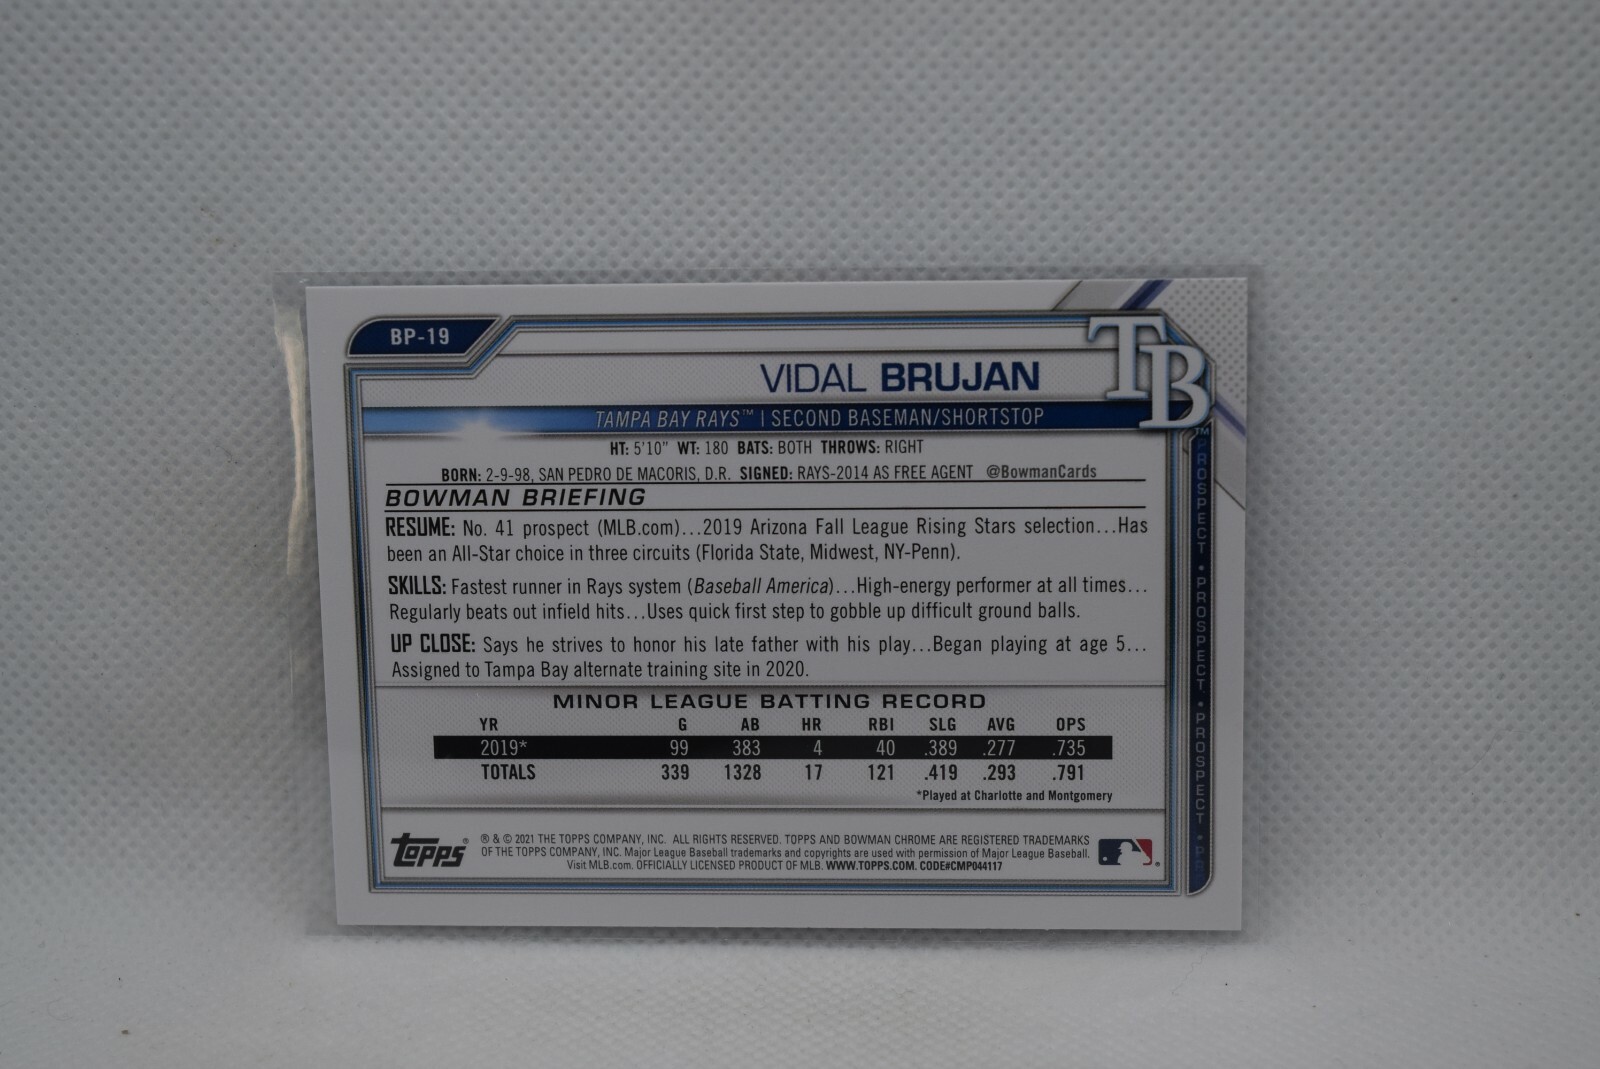 BP-19
TB™
VIDAL BRUJAN
TAMPA BAY RAYS™ | SECOND BASEMAN/SHORTSTOP
HT: 5'10" WT: 180 BATS: BOTH THROWS: RIGHT
BORN: 2-9-98, SAN PEDRO DE MACORIS, D.R. SIGNED: RAYS-2014 AS FREE AGENT @BowmanCards
BOWMAN BRIEFING
RESUME: No. 41 prospect (MLB.com)...2019 Arizona Fall League Rising Stars selection...Has
been an All-Star choice in three circuits (Florida State, Midwest, NY-Penn).
SKILLS: Fastest runner in Rays system (Baseball America)...High-energy performer at all times...
Regularly beats out infield hits...Uses quick first step to gobble up difficult ground balls.
UP CLOSE: Says he strives to honor his late father with his play...Began playing at age 5...
Assigned to Tampa Bay alternate training site in 2020.
MINOR LEAGUE BATTING RECORD
YR G AB HR RBI SLG AVG OPS
2019* 99 383 4 40 .389 .277 .735
TOTALS 339 1328 17 121 .419 .293 .791
*Played at Charlotte and Montgomery
Topps®
® & © 2021 THE TOPPS COMPANY, INC. ALL RIGHTS RESERVED. TOPPS AND BOWMAN CHROME ARE REGISTERED TRADEMARKS
OF THE TOPPS COMPANY, INC. Major League Baseball trademarks and copyrights are used with permission of Major League Baseball.
Visit MLB.com. OFFICIALLY LICENSED PRODUCT OF MLB. WWW.TOPPS.COM. CODE#CMP044117
PROSPECT • PROSPECT • PROSPECT • PR